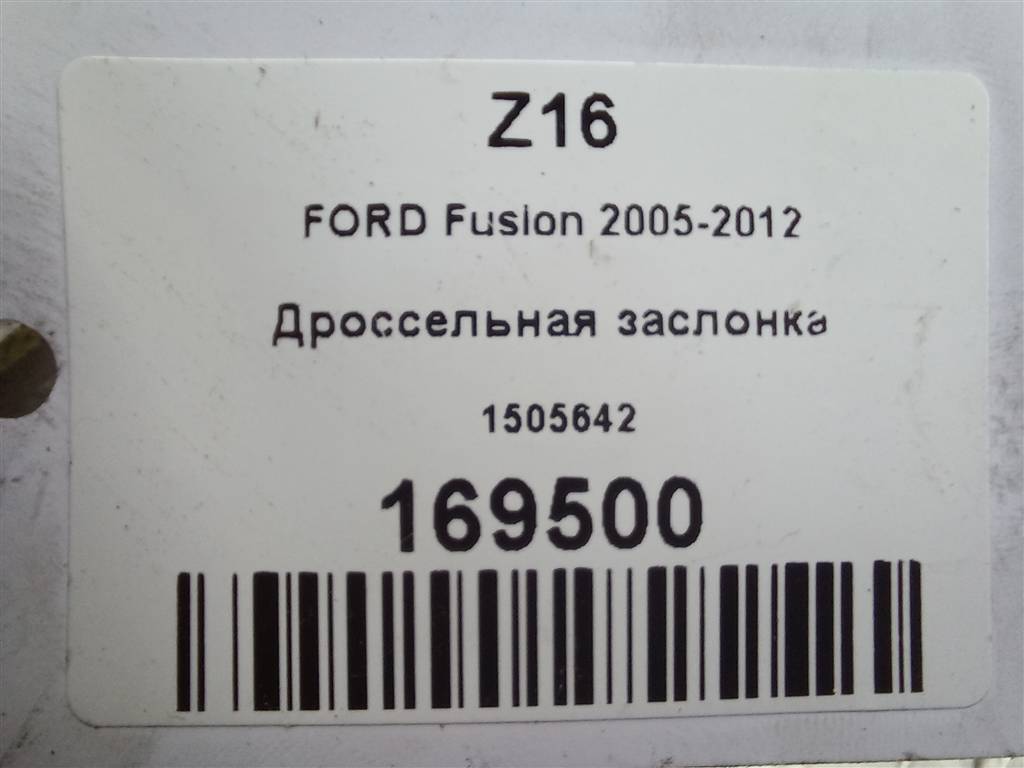 Z16
FORD Fusion 2005-2012
Дроссельная заслонка
1505642
169500